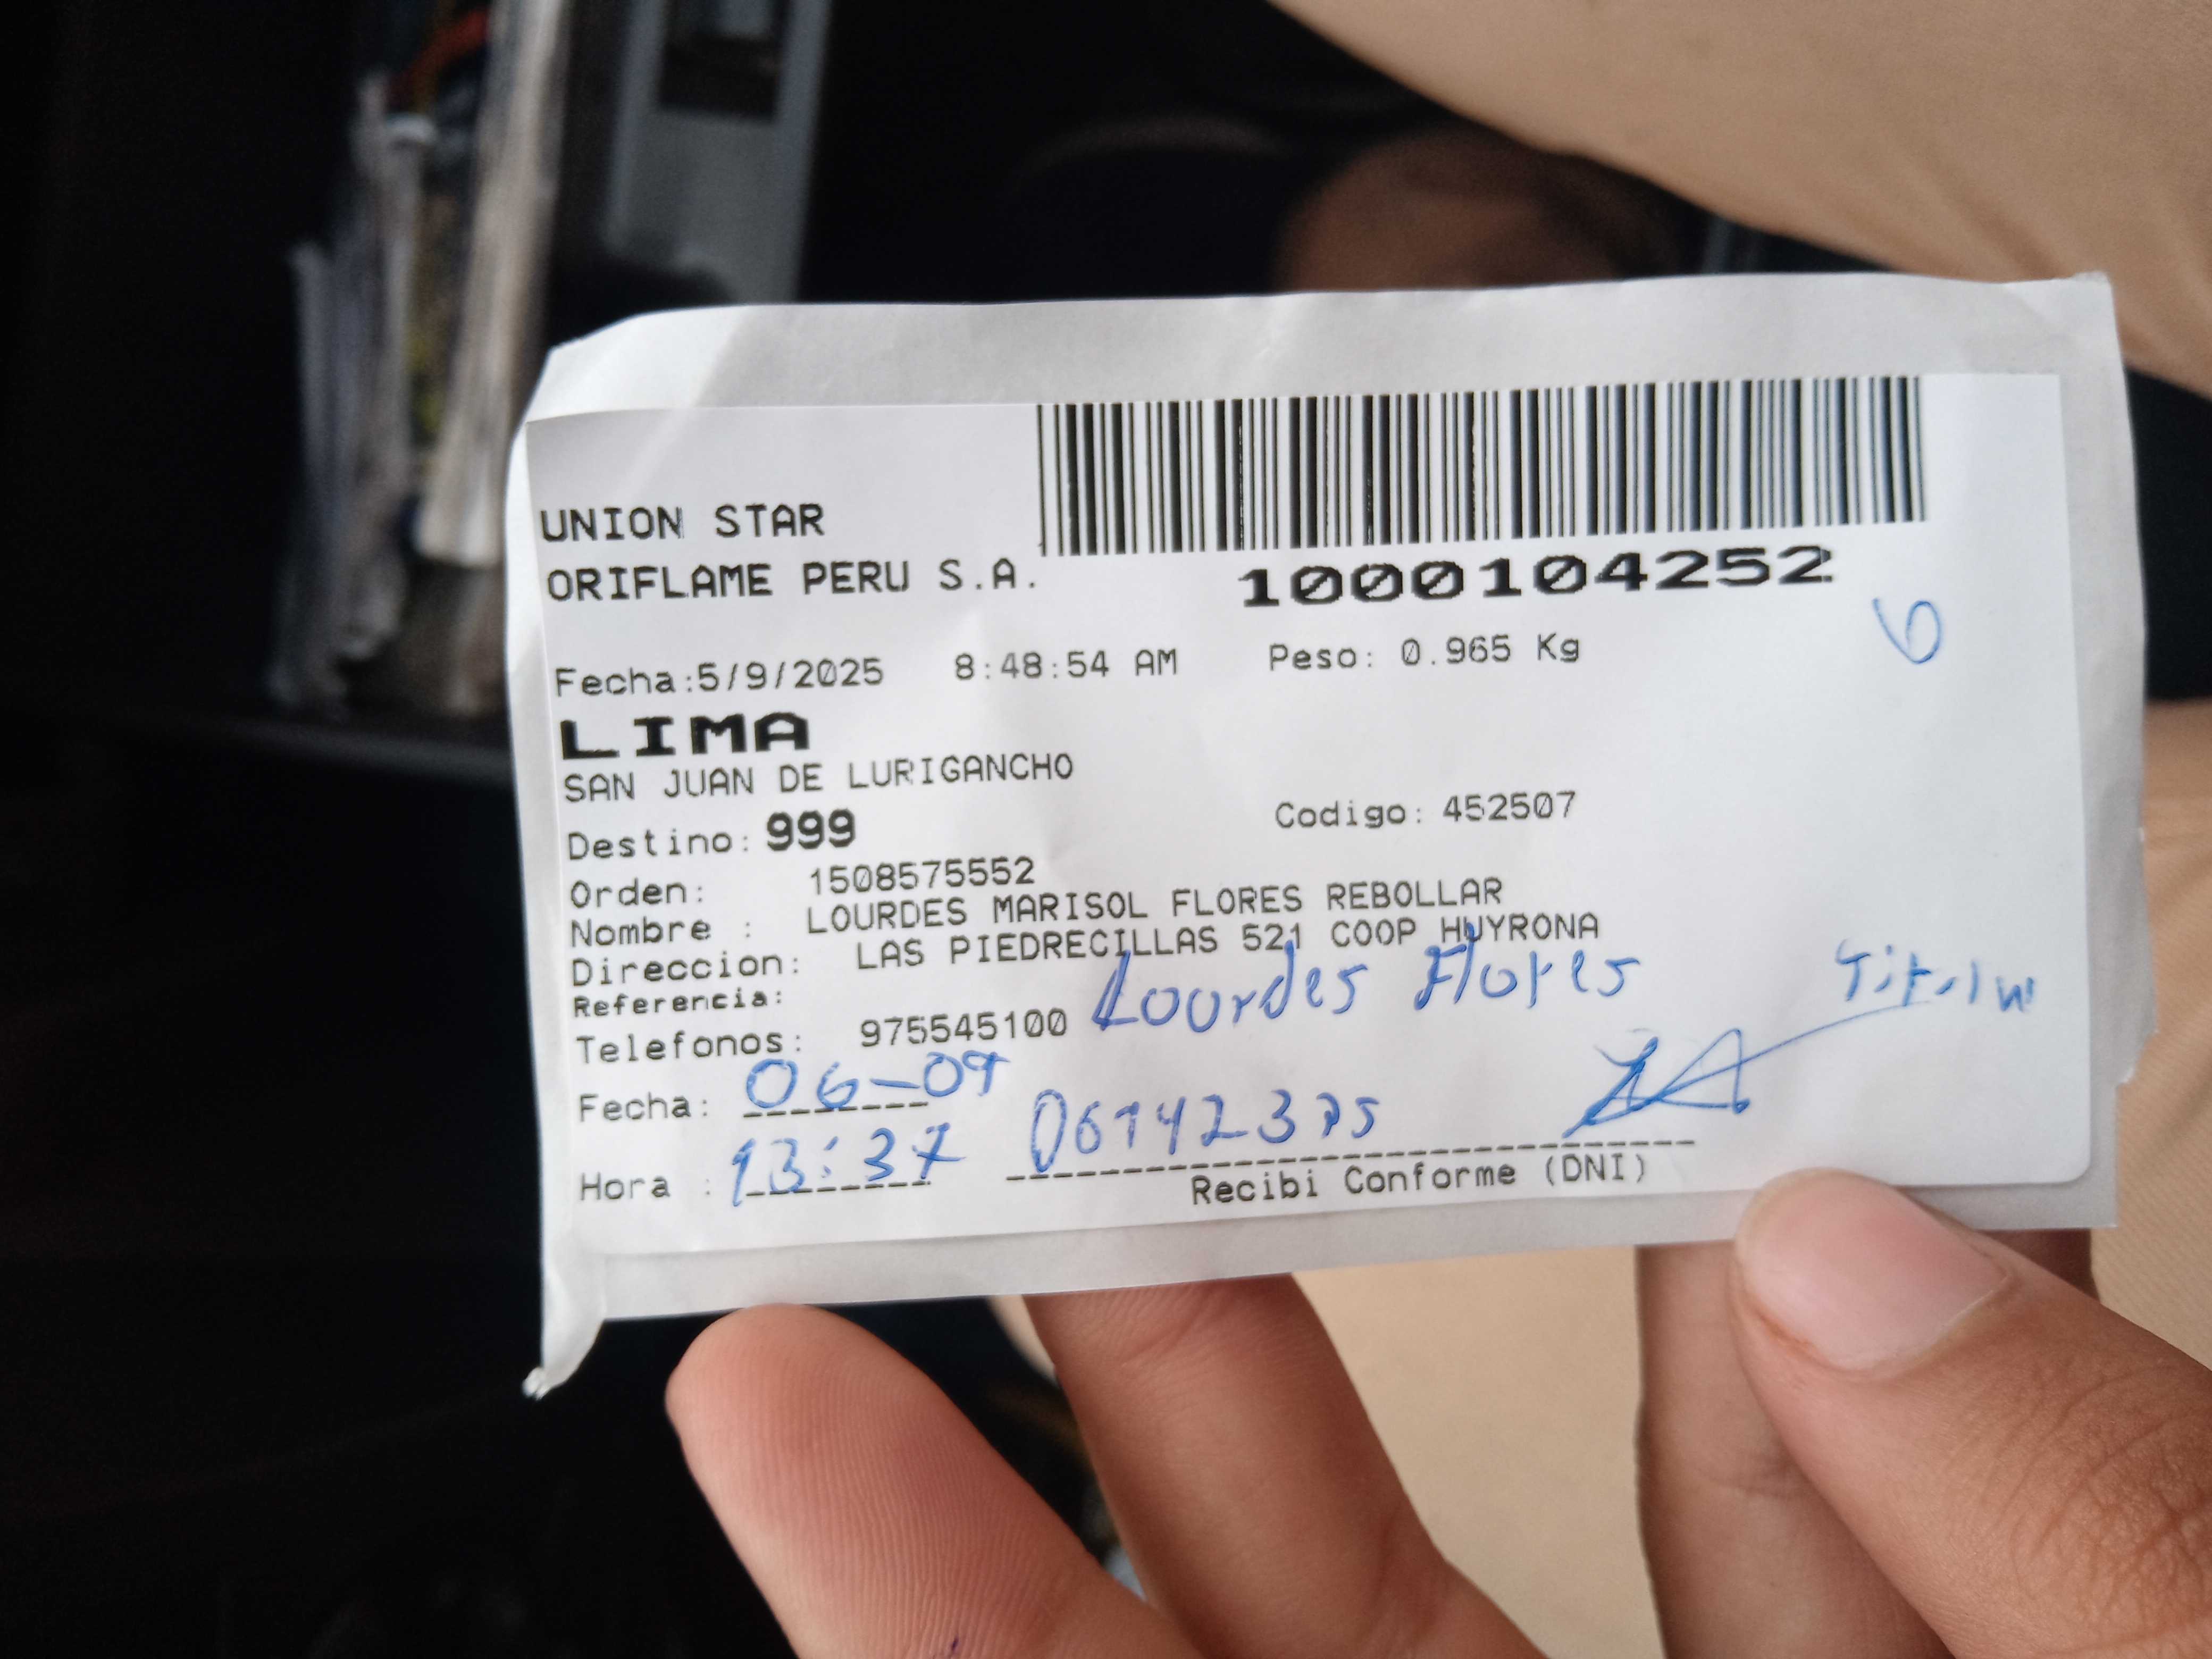 UNION STAR
ORIFLAME PERU S.A.
1000104252
6
Fecha:5/9/2025 8:48:54 AM Peso: 0.965 Kg
LIMA
SAN JUAN DE LURIGANCHO
Destino: 999 Codigo: 452507
Orden: 1508575552
Nombre : LOURDES MARISOL FLORES REBOLLAR
Direccion: LAS PIEDRECILLAS 521 COOP HUYRONA
Referencia:
Lourdes Flores
Telefonos: 975545100
Fecha: 06-09
Hora : 13:37
Recibi Conforme (DNI)